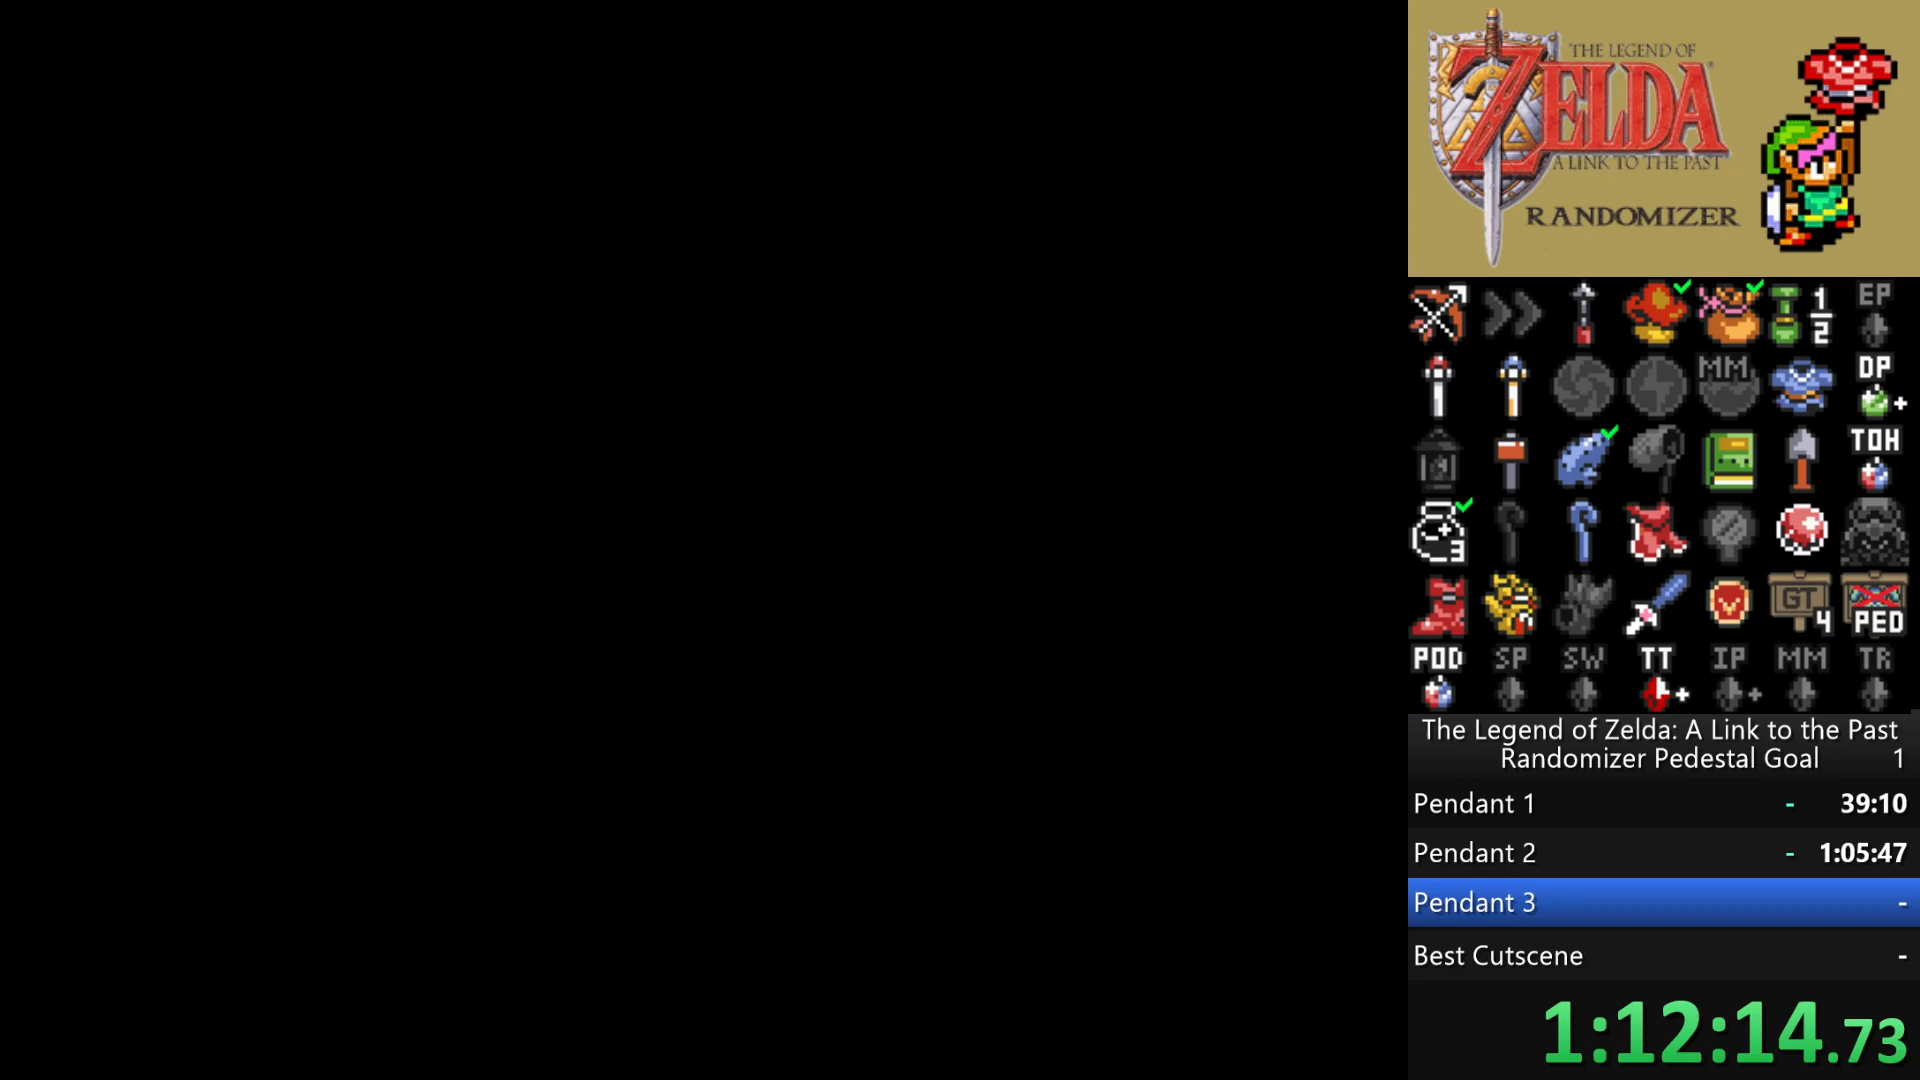 THE LEGEND OF
ZELDA
A LINK TO THE PAST
RANDOMIZER
1
2
EP
MM
DP
+
TOH
3
GT
4
PED
POD
SP
SW
TT
IP
MM
TR
+
+
The Legend of Zelda: A Link to the Past
Randomizer Pedestal Goal 1
Pendant 1 - 39:10
Pendant 2 - 1:05:47
Pendant 3 -
Best Cutscene -
1:12:14.73